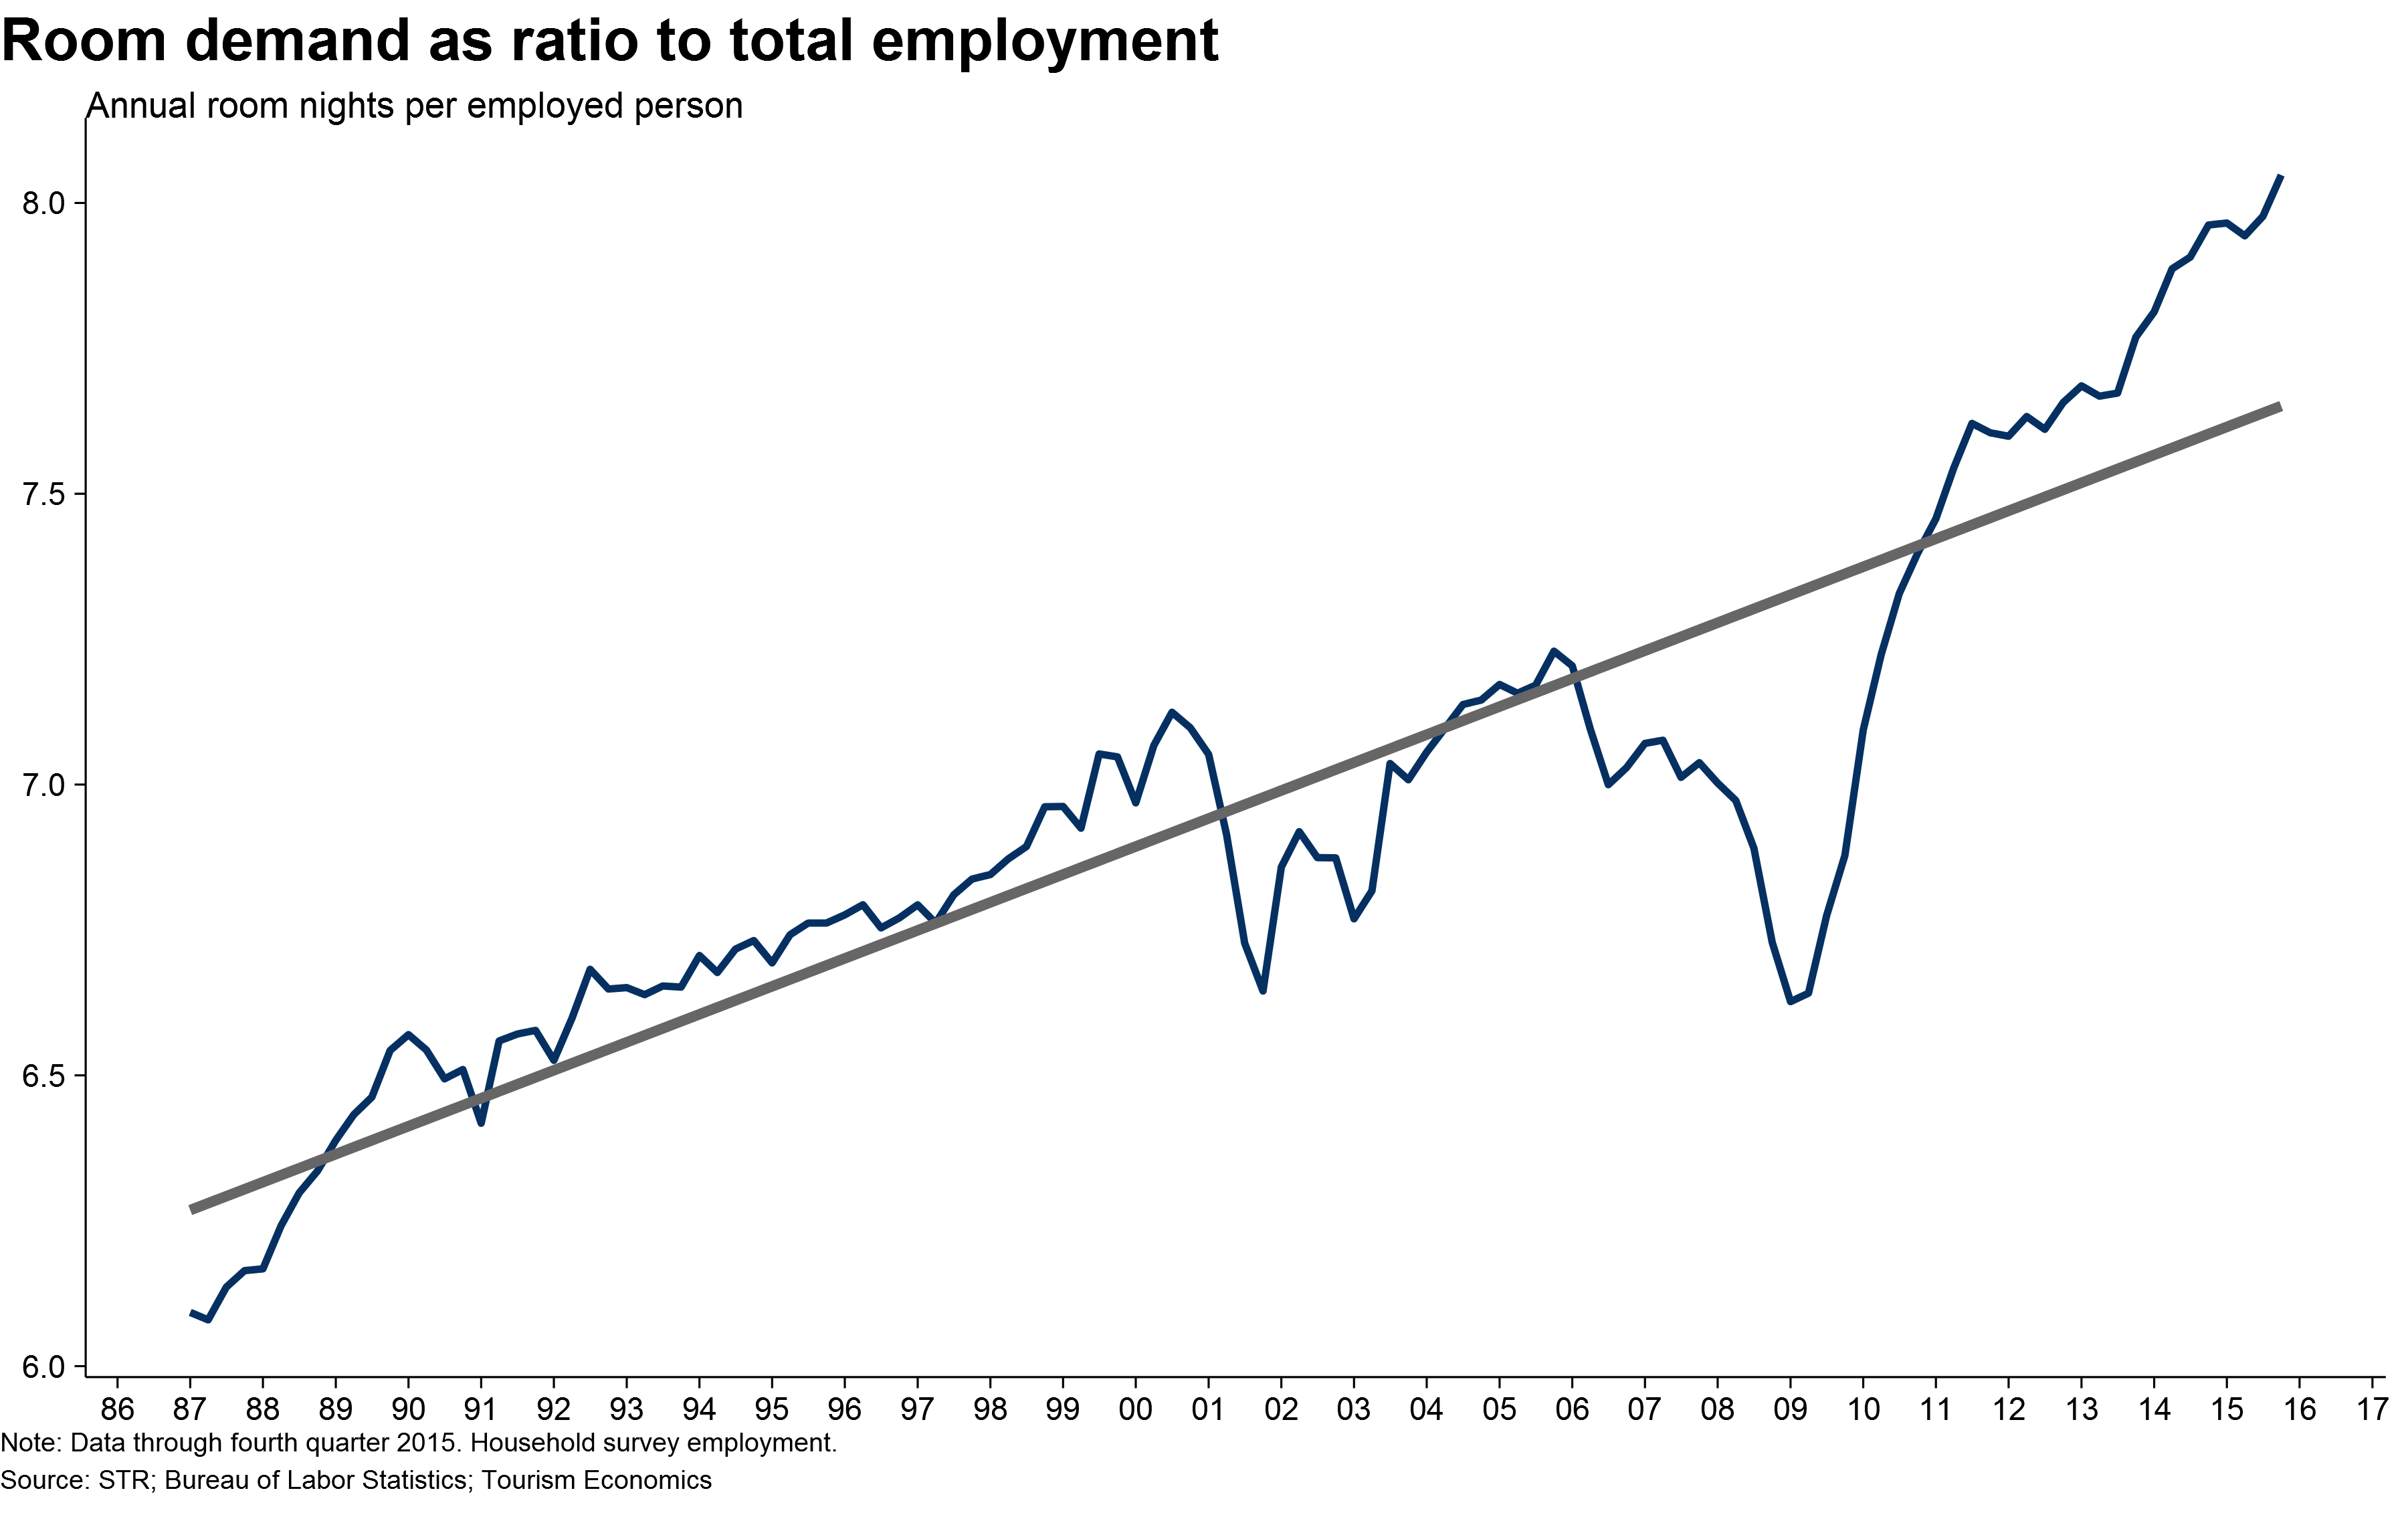 Room demand as ratio to total employment
Annual room nights per employed person
8.0
7.5
7.0
6.5
6.0
86 87 88 89 90 91 92 93 94 95 96 97 98 99 00 01 02 03 04 05 06 07 08 09 10 11 12 13 14 15 16 17
Note: Data through fourth quarter 2015. Household survey employment.
Source: STR; Bureau of Labor Statistics; Tourism Economics